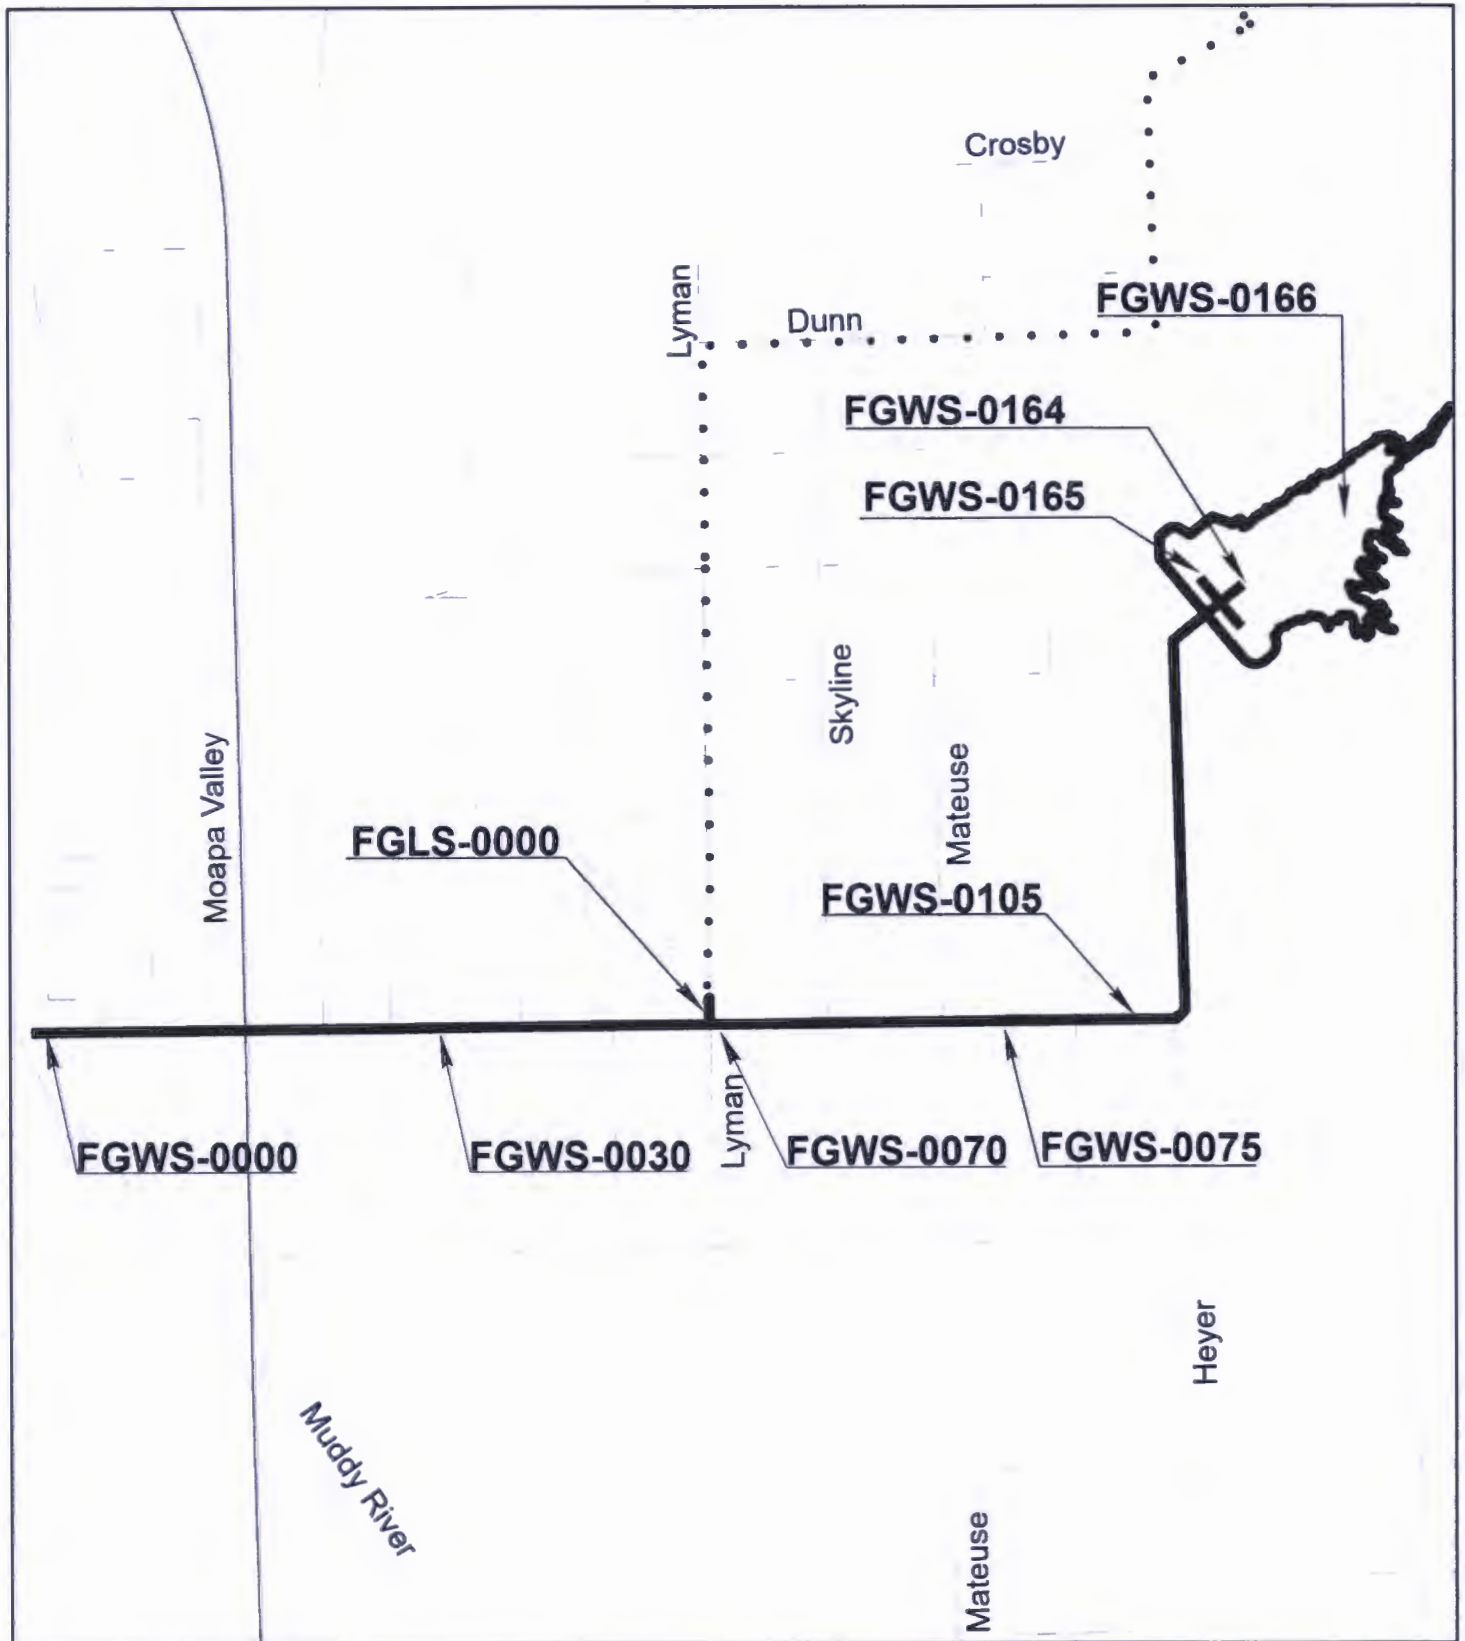 Crosby
Lyman
Dunn
FGWS-0166
FGWS-0164
FGWS-0165
Skyline
Moapa Valley
Mateuse
FGLS-0000
FGWS-0105
Lyman
FGWS-0000
FGWS-0030
FGWS-0070
FGWS-0075
Heyer
Muddy River
Mateuse